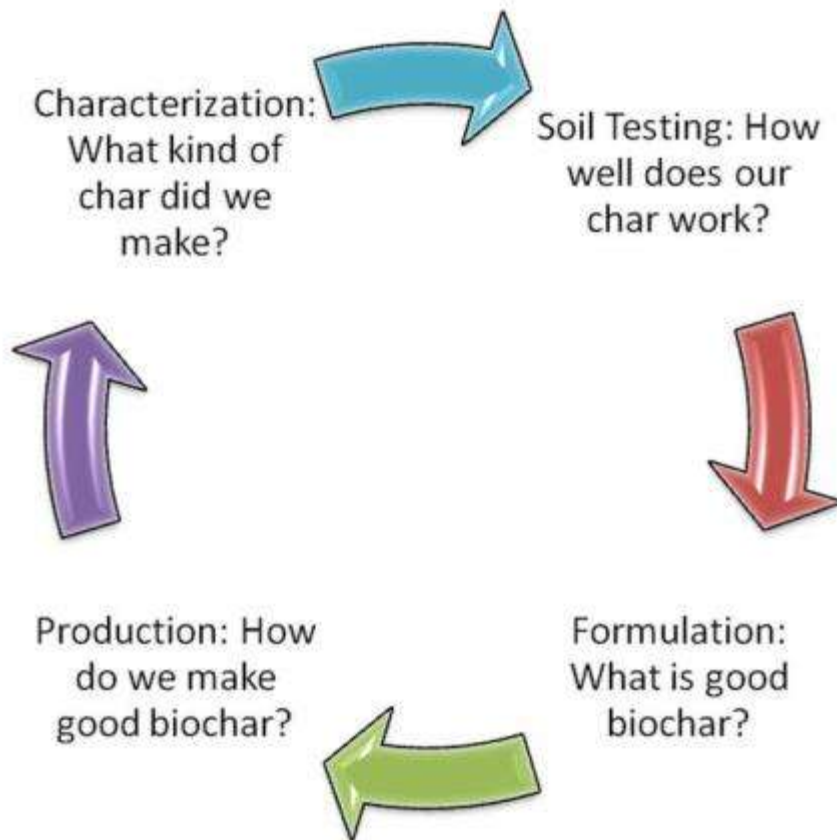 Characterization:
What kind of
char did we
make?
Soil Testing: How
well does our
char work?
Formulation:
What is good
biochar?
Production: How
do we make
good biochar?